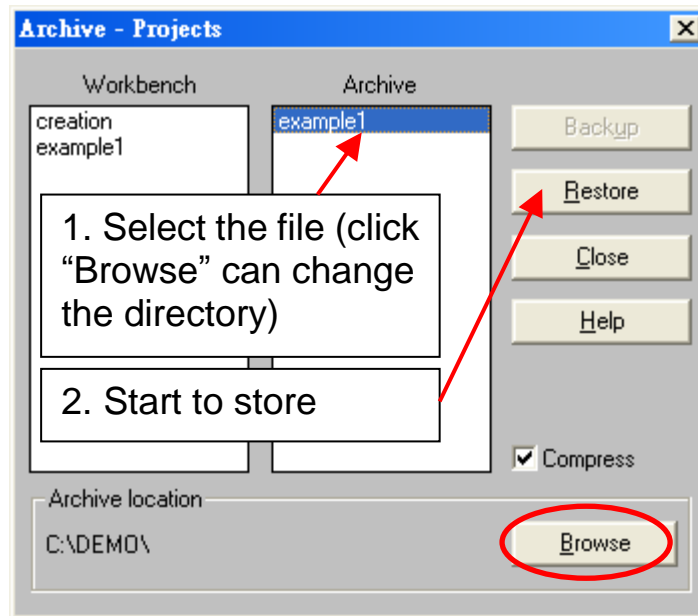 Archive - Projects
Workbench
Archive
creation
example1
example1
Backup
Restore
Close
Help
1. Select the file (click
“Browse” can change
the directory)
2. Start to store
Compress
Archive location
C:\DEMO\
Browse